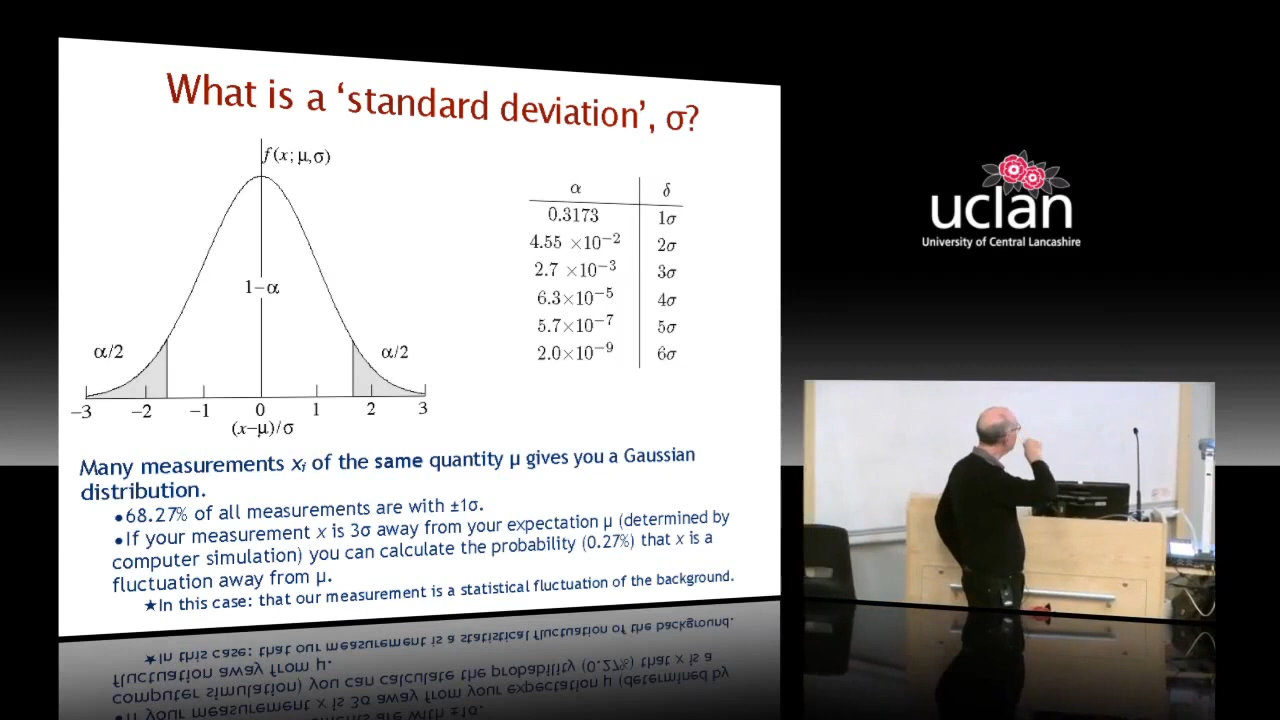 What is a ‘standard deviation’, σ?
f(x; μ,σ)
α δ
0.3173 1σ
4.55 ×10−2 2σ
2.7 ×10−3 3σ
6.3×10−5 4σ
5.7×10−7 5σ
2.0×10−9 6σ
1−α
α/2 α/2
−3 −2 −1 0 1 2 3
(x−μ)/σ
Many measurements xi of the same quantity μ gives you a Gaussian
distribution.
•68.27% of all measurements are with ±1σ.
•If your measurement x is 3σ away from your expectation μ (determined by
computer simulation) you can calculate the probability (0.27%) that x is a
fluctuation away from μ.
★In this case: that our measurement is a statistical fluctuation of the background.
uclan
University of Central Lancashire